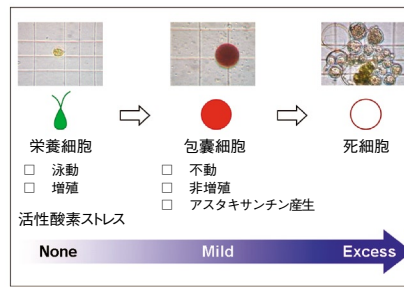 栄養細胞
包嚢細胞
死細胞
□ 泳動
□ 増殖
□ 不動
□ 非増殖
□ アスタキサンチン産生
活性酸素ストレス
None Mild Excess